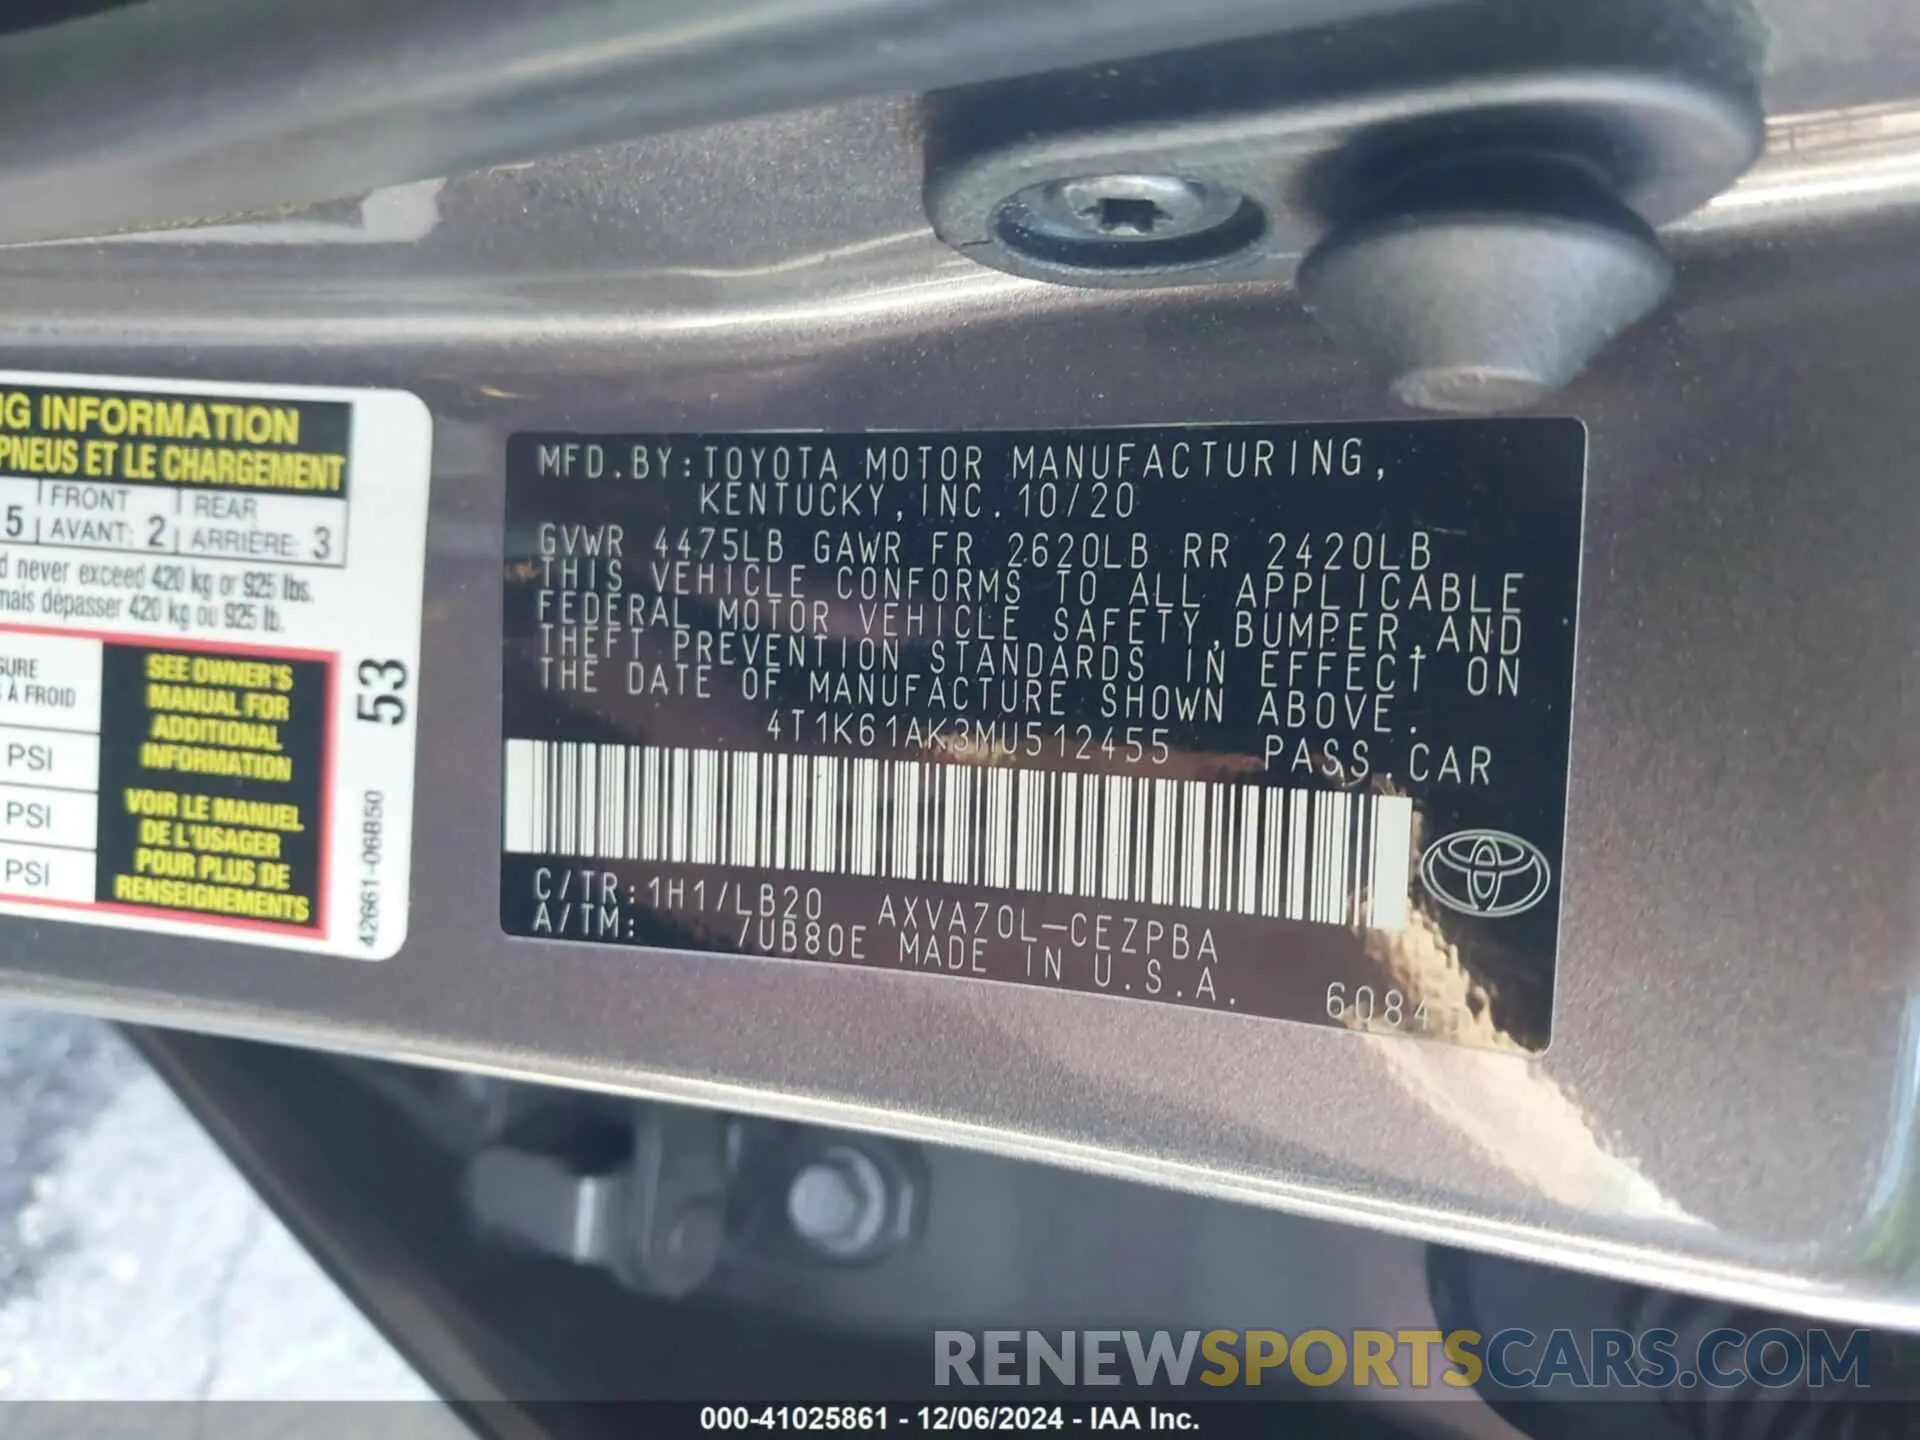 NG INFORMATION
PNEUS ET LE CHARGEMENT
FRONT REAR
5 AVANT: 2 ARRIÈRE: 3
never exceed 420 kg or 925 lbs.
mais dépasser 420 kg ou 925 lb.
À FROID
PSI
PSI
PSI
SEE OWNER'S
MANUAL FOR
ADDITIONAL
INFORMATION
VOIR LE MANUEL
DE L'USAGER
POUR PLUS DE
RENSEIGNEMENTS
53
42661-06B50
MFD.BY:TOYOTA MOTOR MANUFACTURING,
KENTUCKY,INC.10/20
GVWR 4475LB GAWR FR 2620LB RR 2420LB
THIS VEHICLE CONFORMS TO ALL APPLICABLE
FEDERAL MOTOR VEHICLE SAFETY,BUMPER,AND
THEFT PREVENTION STANDARDS IN EFFECT ON
THE DATE OF MANUFACTURE SHOWN ABOVE.
4T1K61AK3MU512455 PASS.CAR
C/TR:1H1/LB20 AXVA70L-CEZPBA
A/TM: /UB80E MADE IN U.S.A.
RENEWSPORTSCARS.COM
000-41025861 - 12/06/2024 - IAA Inc.